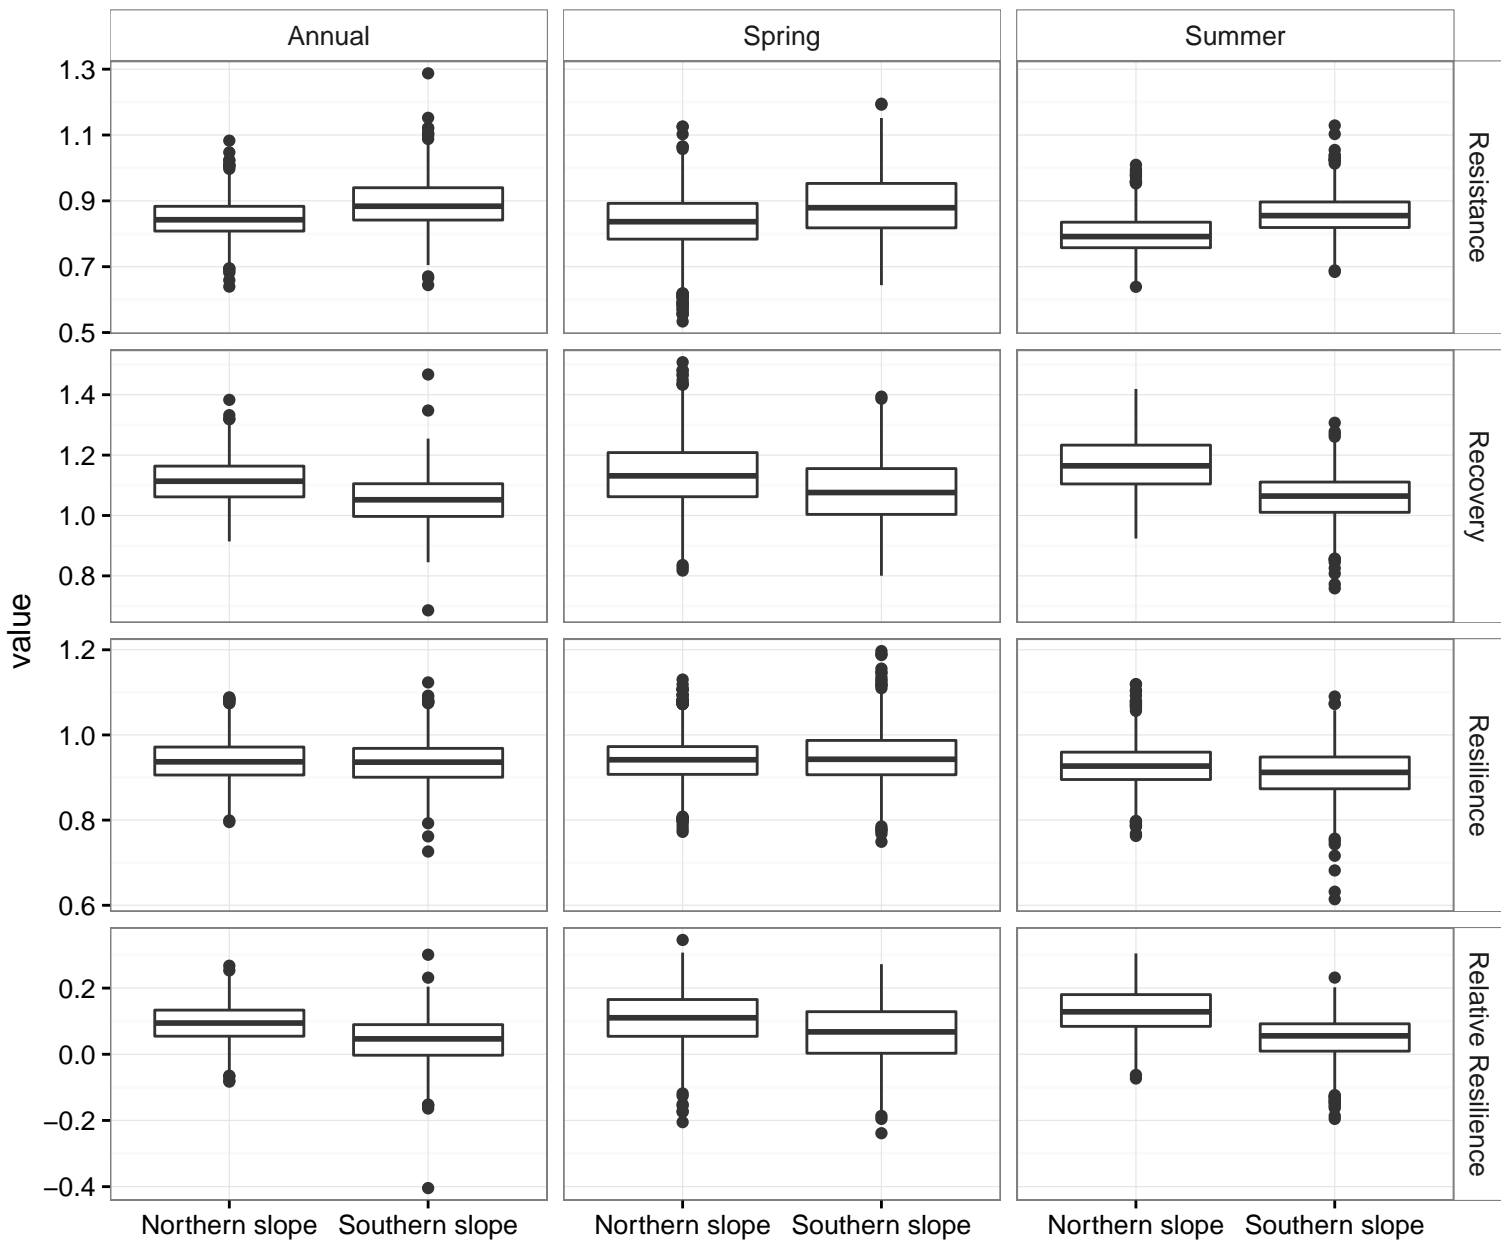 Annual
Spring
Summer
1.3
1.1
0.9
0.7
0.5
Resistance
1.4
1.2
1.0
0.8
Recovery
value
1.2
1.0
0.8
0.6
Resilience
0.2
0.0
−0.2
−0.4
Relative Resilience
Northern slope Southern slope
Northern slope Southern slope
Northern slope Southern slope